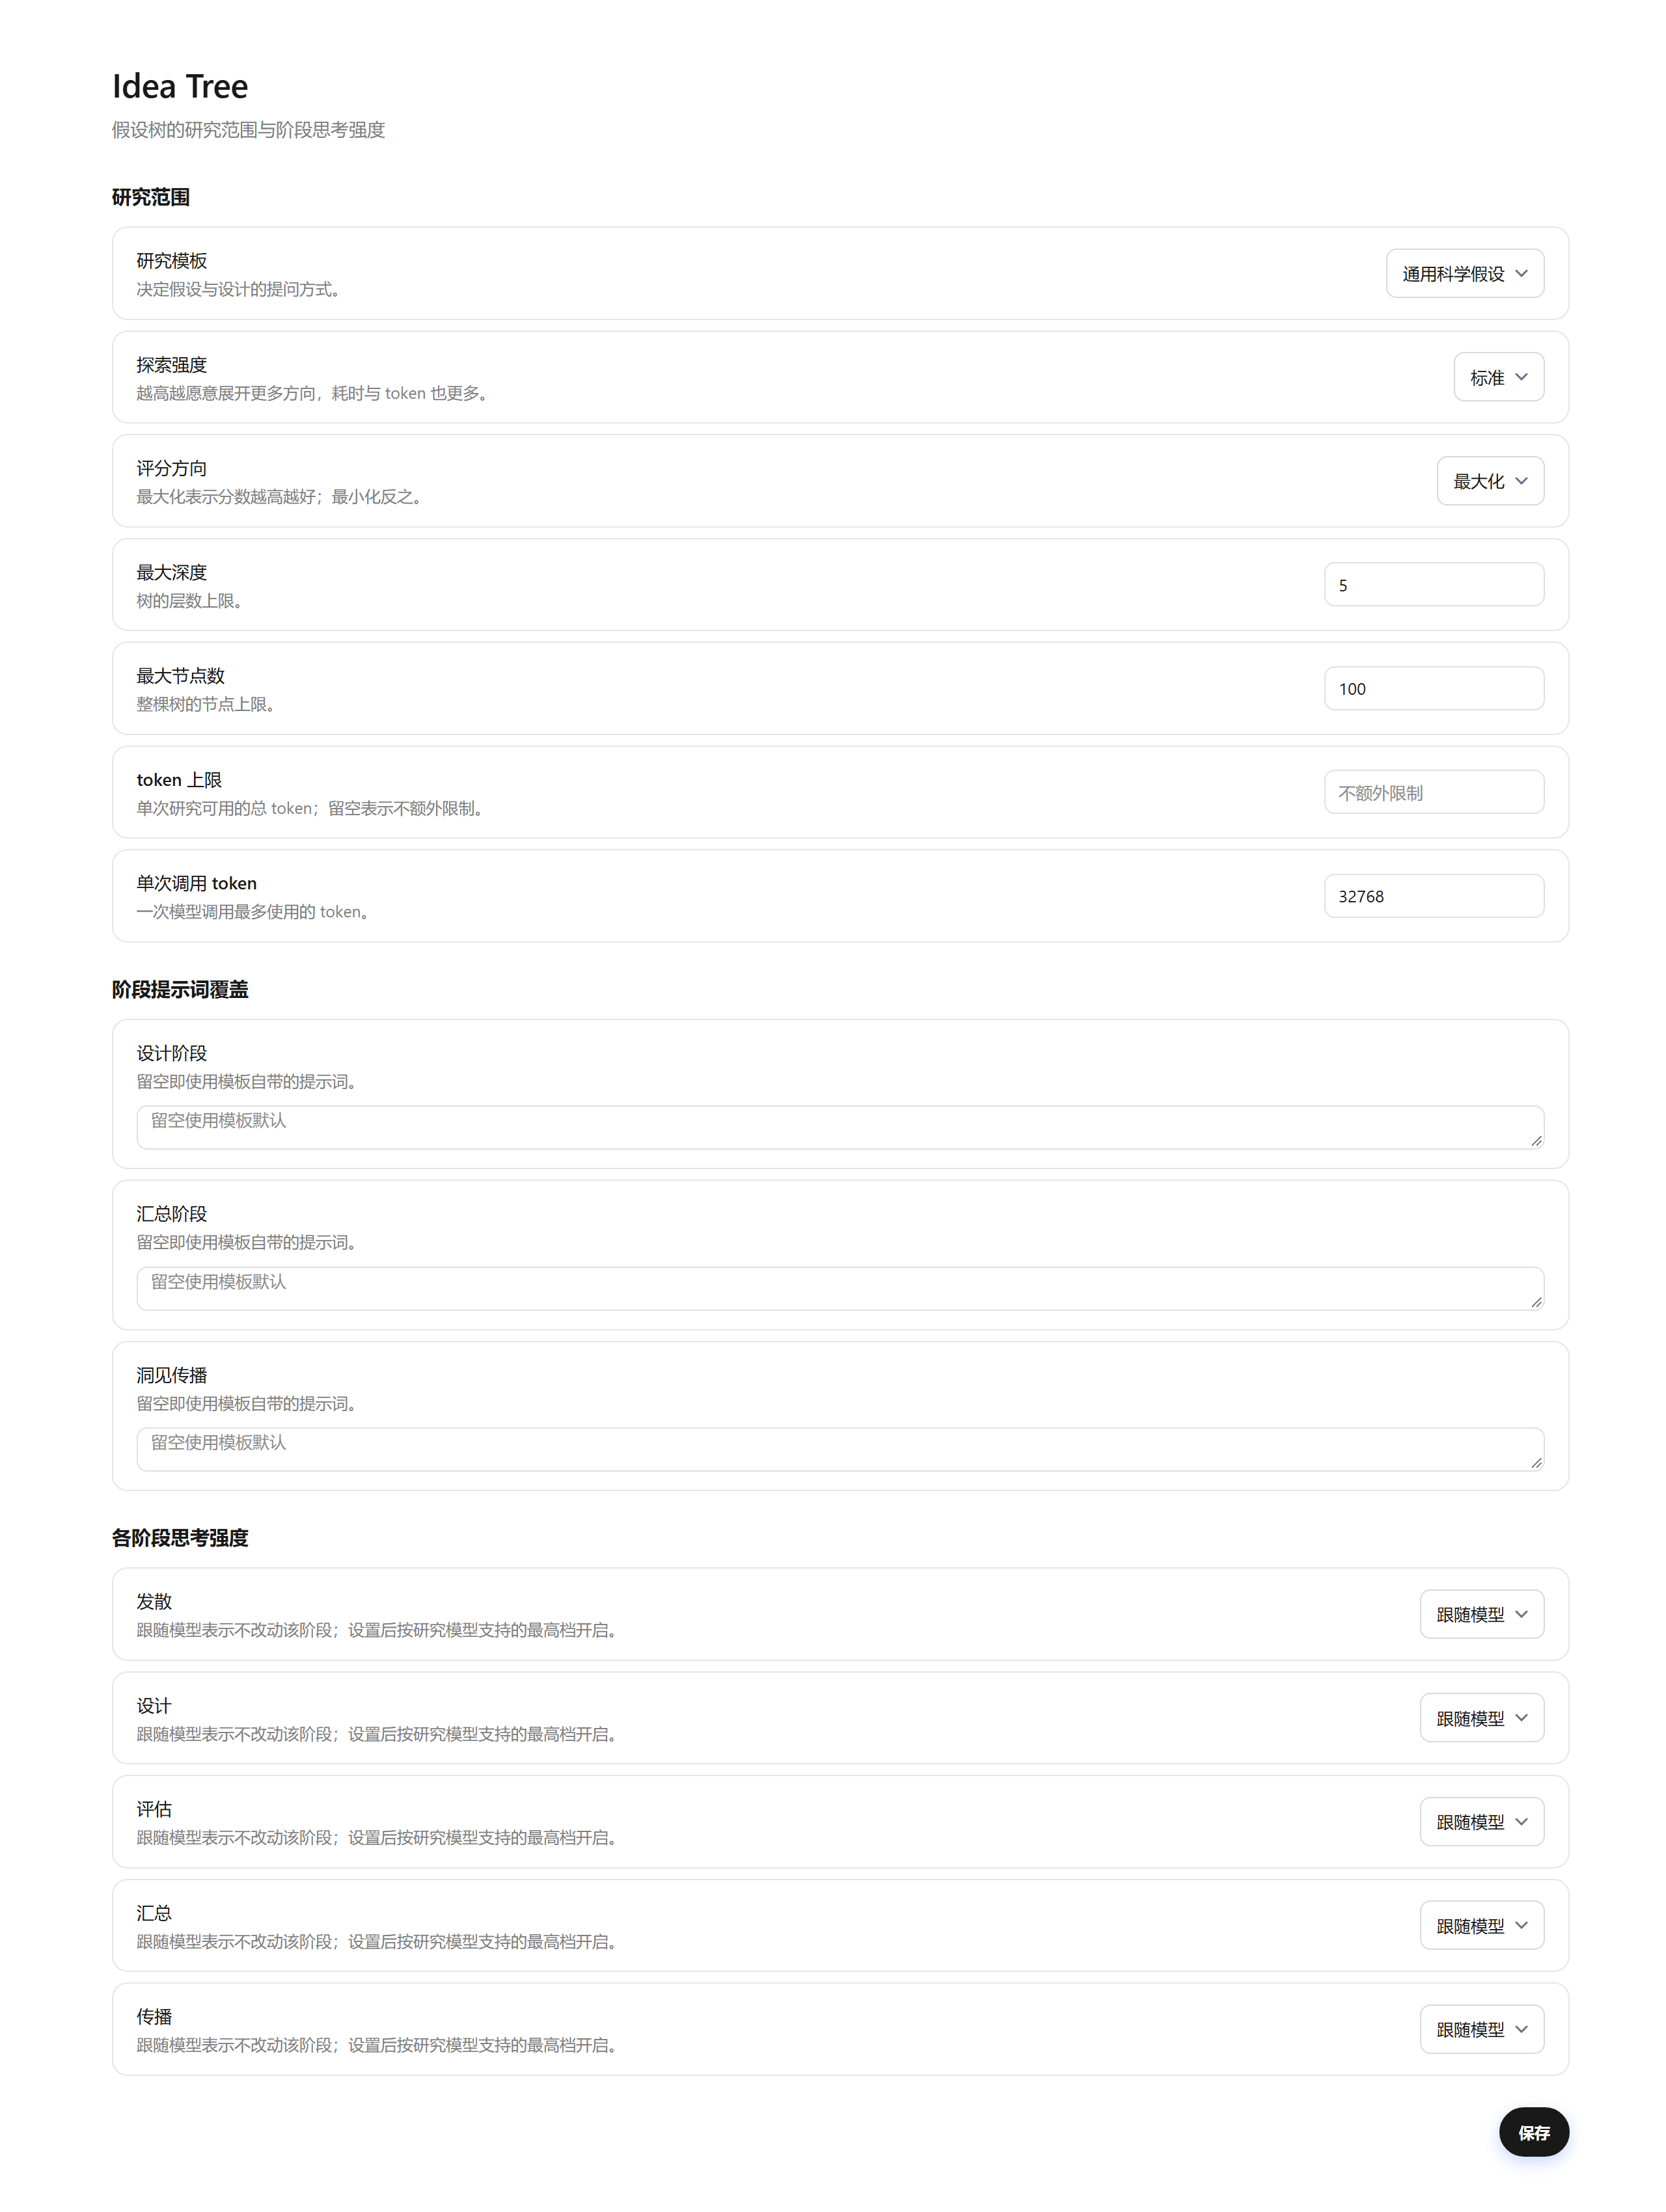 Idea Tree
假设树的研究范围与阶段思考强度
研究范围
研究模板
决定假设与设计的提问方式。
通用科学假设
探索强度
越高越愿意展开更多方向，耗时与 token 也更多。
标准
评分方向
最大化表示分数越高越好；最小化反之。
最大化
最大深度
树的层数上限。
5
最大节点数
整棵树的节点上限。
100
token 上限
单次研究可用的总 token；留空表示不额外限制。
不额外限制
单次调用 token
一次模型调用最多使用的 token。
32768
阶段提示词覆盖
设计阶段
留空即使用模板自带的提示词。
留空使用模板默认
汇总阶段
留空即使用模板自带的提示词。
留空使用模板默认
洞见传播
留空即使用模板自带的提示词。
留空使用模板默认
各阶段思考强度
发散
跟随模型表示不改动该阶段；设置后按研究模型支持的最高档开启。
跟随模型
设计
跟随模型表示不改动该阶段；设置后按研究模型支持的最高档开启。
跟随模型
评估
跟随模型表示不改动该阶段；设置后按研究模型支持的最高档开启。
跟随模型
汇总
跟随模型表示不改动该阶段；设置后按研究模型支持的最高档开启。
跟随模型
传播
跟随模型表示不改动该阶段；设置后按研究模型支持的最高档开启。
跟随模型
保存